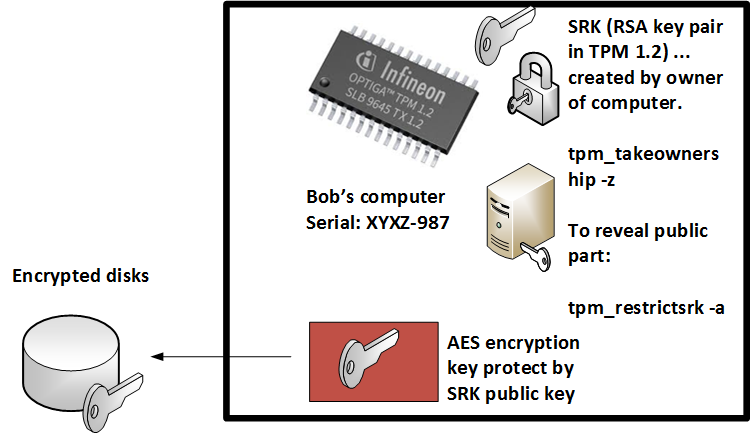 SRK (RSA key pair
in TPM 1.2) ...
created by owner
of computer.
Infineon
OPTIGA™ TPM 1.2
SLB 9645 TX 1.2
tpm_takeowners
hip -z
Bob's computer
Serial: XYXZ-987
To reveal public
part:
tpm_restrictsrk -a
Encrypted disks
AES encryption
key protect by
SRK public key